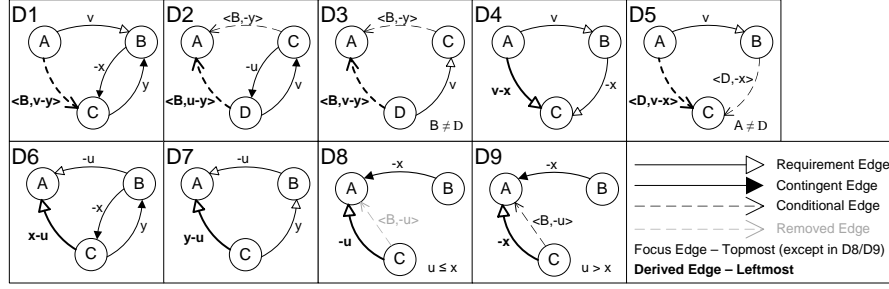 D1
A
v
B
-x
y
C
<B,v-y>
D2
<B,-y>
A
C
-u
v
D
<B,u-y>
D3
<B,-y>
A
C
v
D
<B,v-y>
B ≠ D
D4
v
A
B
-x
v-x
C
D5
v
A
B
<D,-x>
C
<D,v-x>
A ≠ D
D6
-u
A
B
-x
y
C
x-u
D7
-u
A
B
y
C
y-u
D8
-x
A
B
<B,-u>
-u
C
u ≤ x
D9
-x
A
B
<B,-u>
-x
C
u > x
Requirement Edge
Contingent Edge
Conditional Edge
Removed Edge
Focus Edge – Topmost (except in D8/D9)
Derived Edge – Leftmost